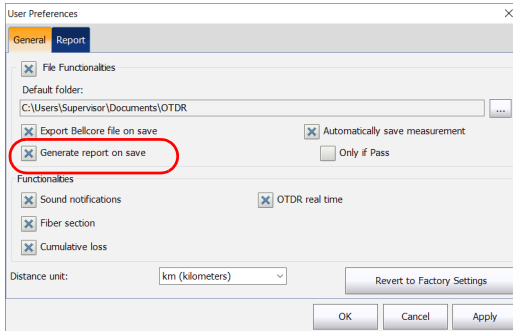 User Preferences
General Report
File Functionalities
Default folder:
C:\Users\Supervisor\Documents\OTDR
...
Export Bellcore file on save Automatically save measurement
Generate report on save Only if Pass
Functionalities
Sound notifications OTDR real time
Fiber section
Cumulative loss
Distance unit: km (kilometers) Revert to Factory Settings
OK Cancel Apply